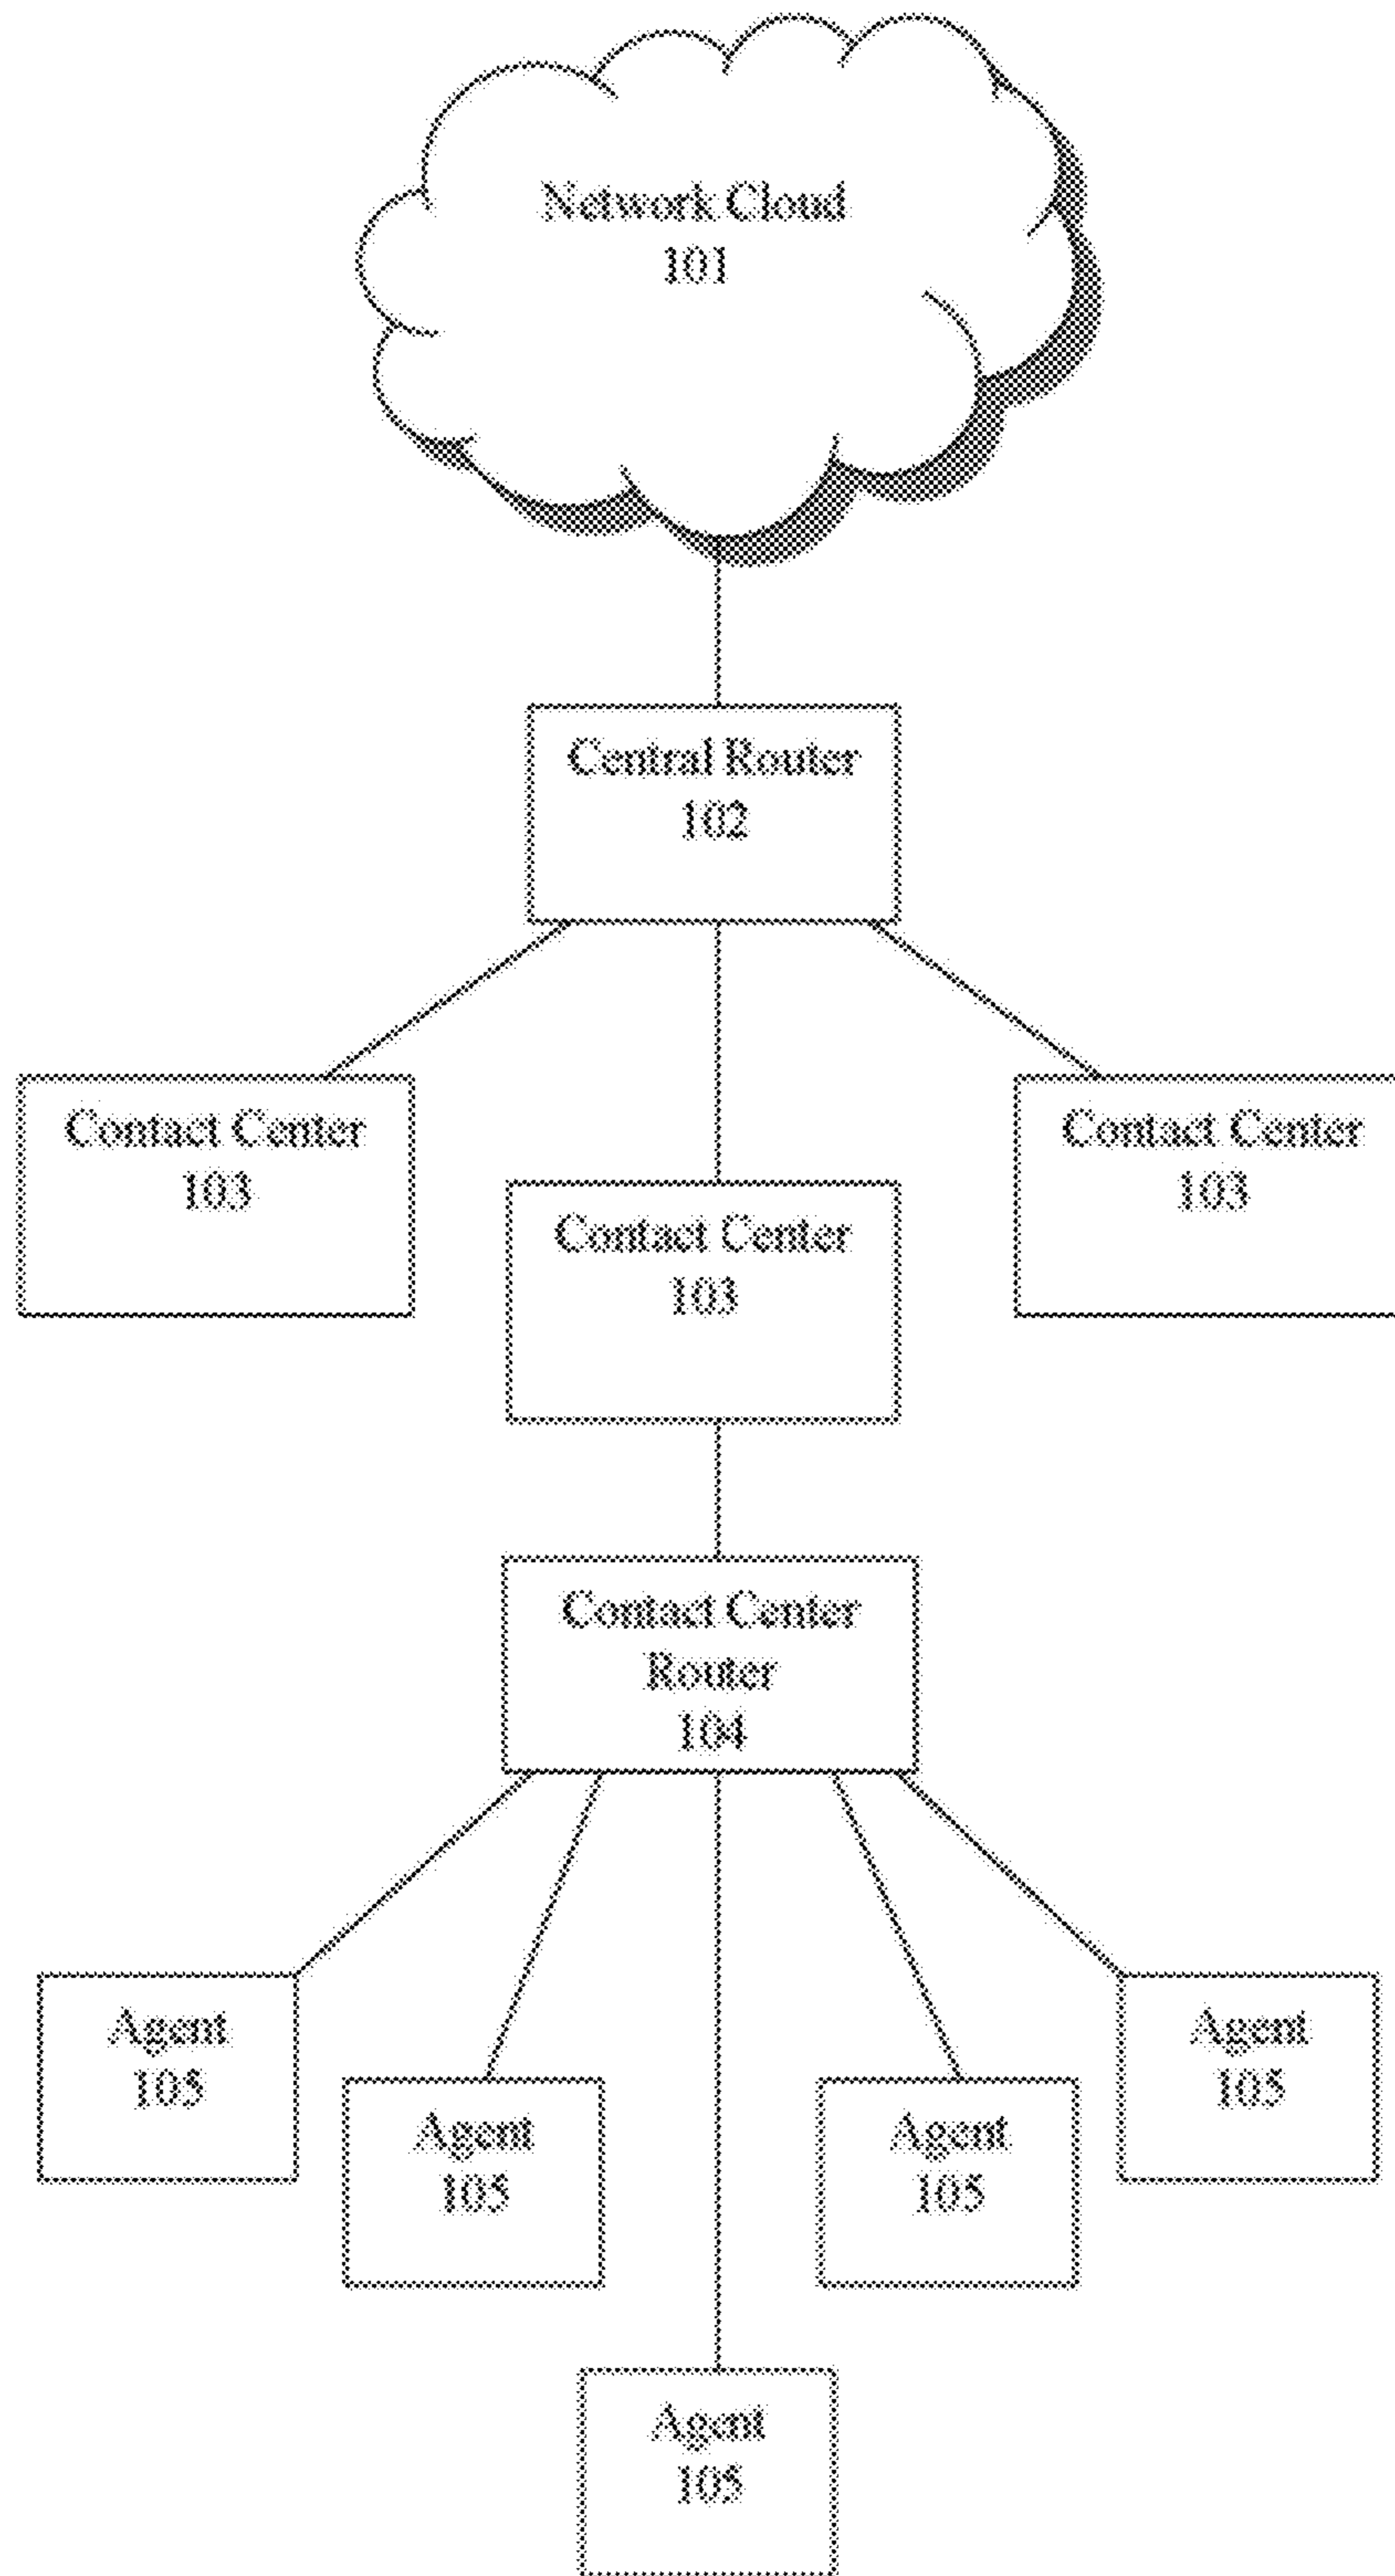 Network Cloud
101
Central Router
102
Contact Center
103
Contact Center
103
Contact Center
103
Contact Center
Router
104
Agent
105
Agent
105
Agent
105
Agent
105
Agent
105